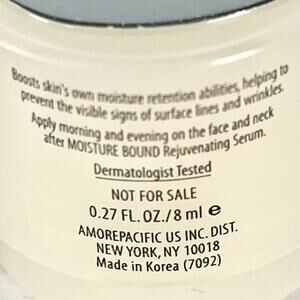 Boosts skin's own moisture retention abilities, helping to
prevent the visible signs of surface lines and wrinkles.
Apply morning and evening on the face and neck
after MOISTURE BOUND Rejuvenating Serum.
Dermatologist Tested
NOT FOR SALE
0.27 FL. OZ./8 ml e
AMOREPACIFIC US INC. DIST.
NEW YORK, NY 10018
Made in Korea (7092)